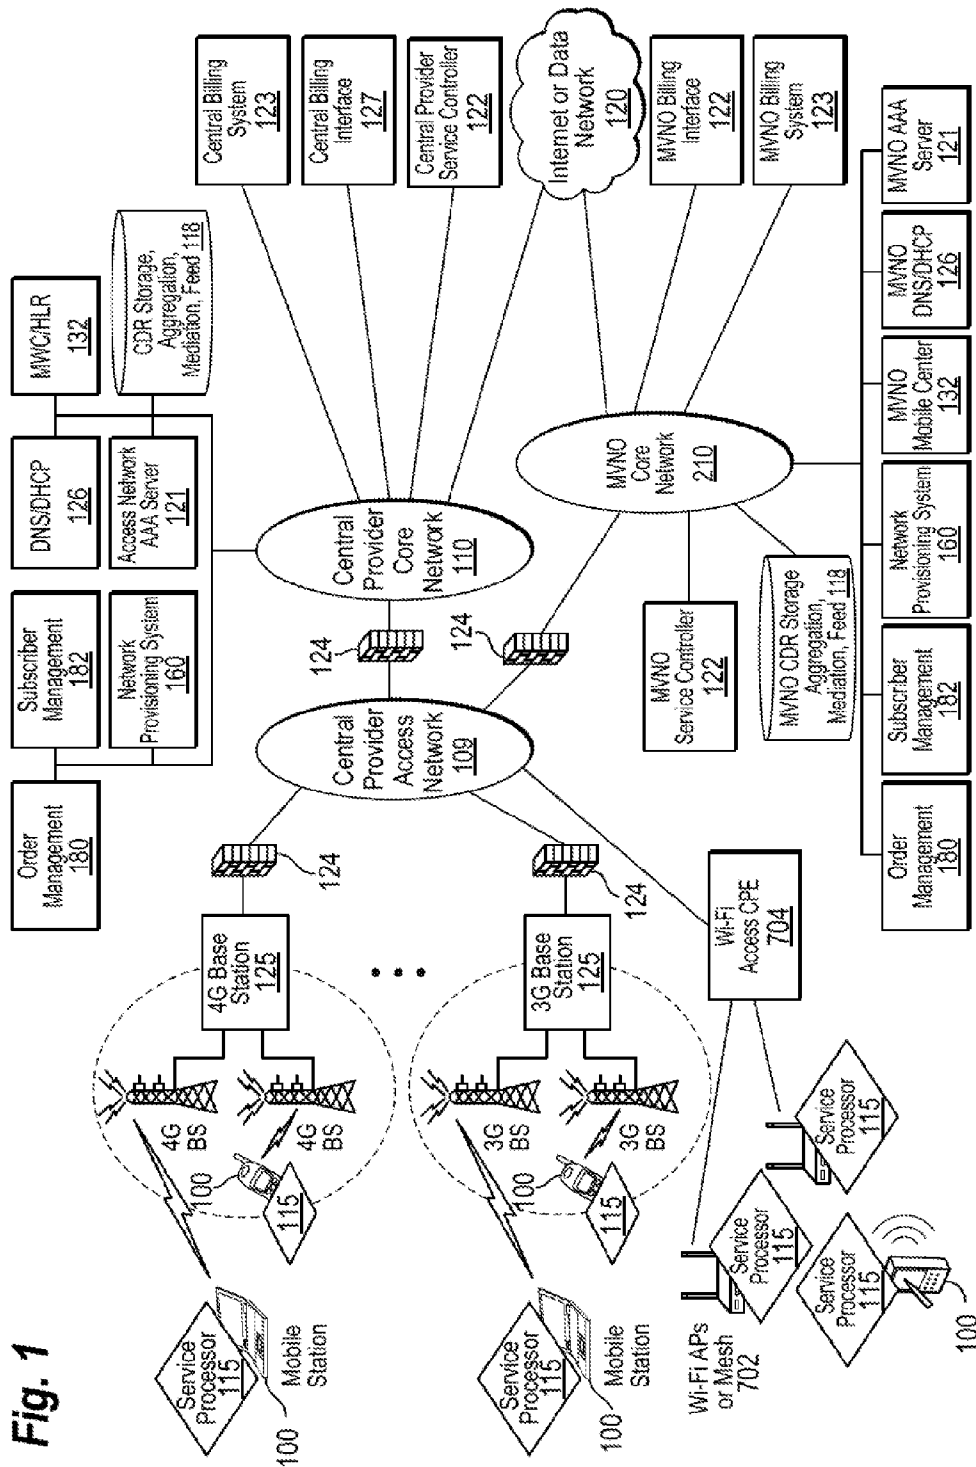 Fig. 1
Order
Management
180
Subscriber
Management
182
Network
Provisioning System
160
DNS/DHCP
126
Access Network
AAA Server
121
MWC/HLR
132
CDR Storage,
Aggregation,
Mediation, Feed 118
Service
Processor
115
Mobile
Station
100
4G
BS
4G
BS
100
115
4G Base
Station
125
124
Central
Provider
Access
Network
109
124
124
Central
Provider
Core
Network
110
Central Billing
System
123
Central Billing
Interface
127
Central Provider
Service Controller
122
Internet or Data
Network
120
MVNO Billing
Interface
122
MVNO Billing
System
123
Service
Processor
115
Mobile
Station
100
3G
BS
3G
BS
100
115
3G Base
Station
125
124
MVNO
Core
Network
210
MVNO
Service Controller
122
MVNO CDR Storage
Aggregation,
Mediation, Feed 118
Wi-Fi APs
or Mesh
702
Service
Processor
115
Service
Processor
115
Service
Processor
115
100
Wi-Fi
Access CPE
704
Order
Management
180
Subscriber
Management
182
Network
Provisioning System
160
MVNO
Mobile Center
132
MVNO
DNS/DHCP
126
MVNO AAA
Server
121